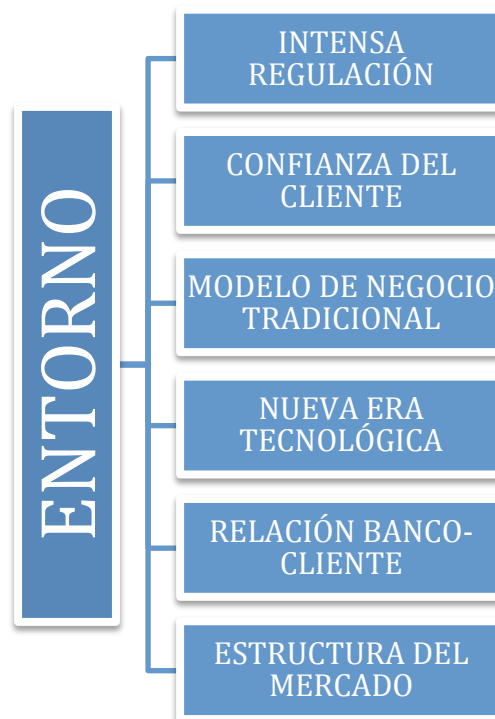 ENTORNO
INTENSA
REGULACIÓN
CONFIANZA DEL
CLIENTE
MODELO DE NEGOCIO
TRADICIONAL
NUEVA ERA
TECNOLÓGICA
RELACIÓN BANCO-
CLIENTE
ESTRUCTURA DEL
MERCADO